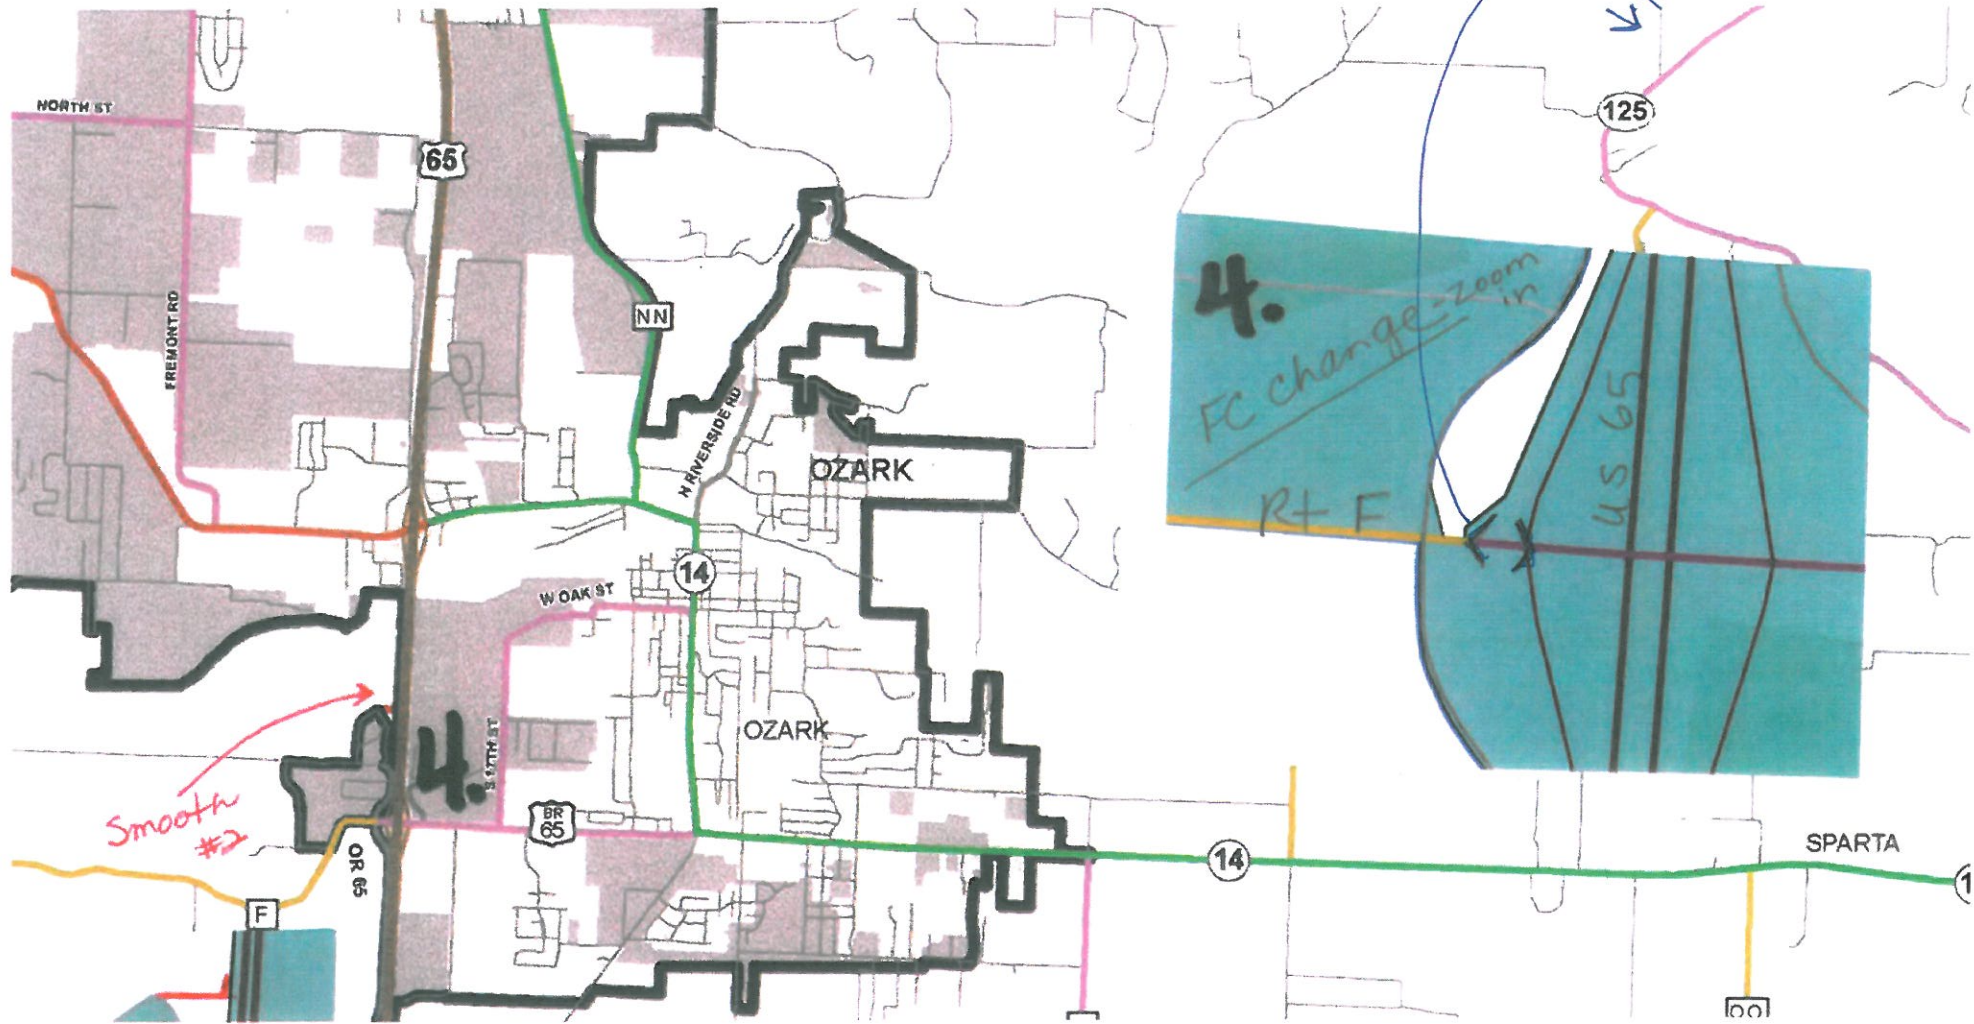 NORTH ST
65
125
4.
FC change-zoom
in
FREMONT RD
NN
N RIVERSIDE RD
OZARK
US 65
Rt F
14
W OAK ST
OZARK
4.
S 17TH ST
Smooth
#2
BR
65
OR 65
14
SPARTA
1
F